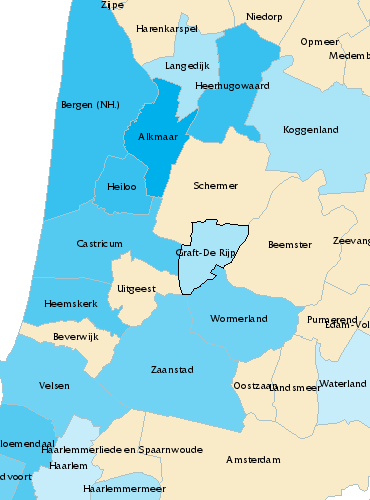 Zijpe
Niedorp
Harenkarspel
Opmeer
Medemb
Langedijk
Heerhugowaard
Bergen (NH.)
Koggenland
Alkmaar
Schermer
Heiloo
Castricum
Graft-De Rijp
Beemster
Zeevang
Uitgeest
Heemskerk
Wormerland
Purmerend
Edam-Vol
Beverwijk
Zaanstad
Velsen
Oostzaan
Landsmeer
Waterland
loemendaal
Haarlemmerliede en Spaarnwoude
Haarlem
Amsterdam
dvoort
Haarlemmermeer